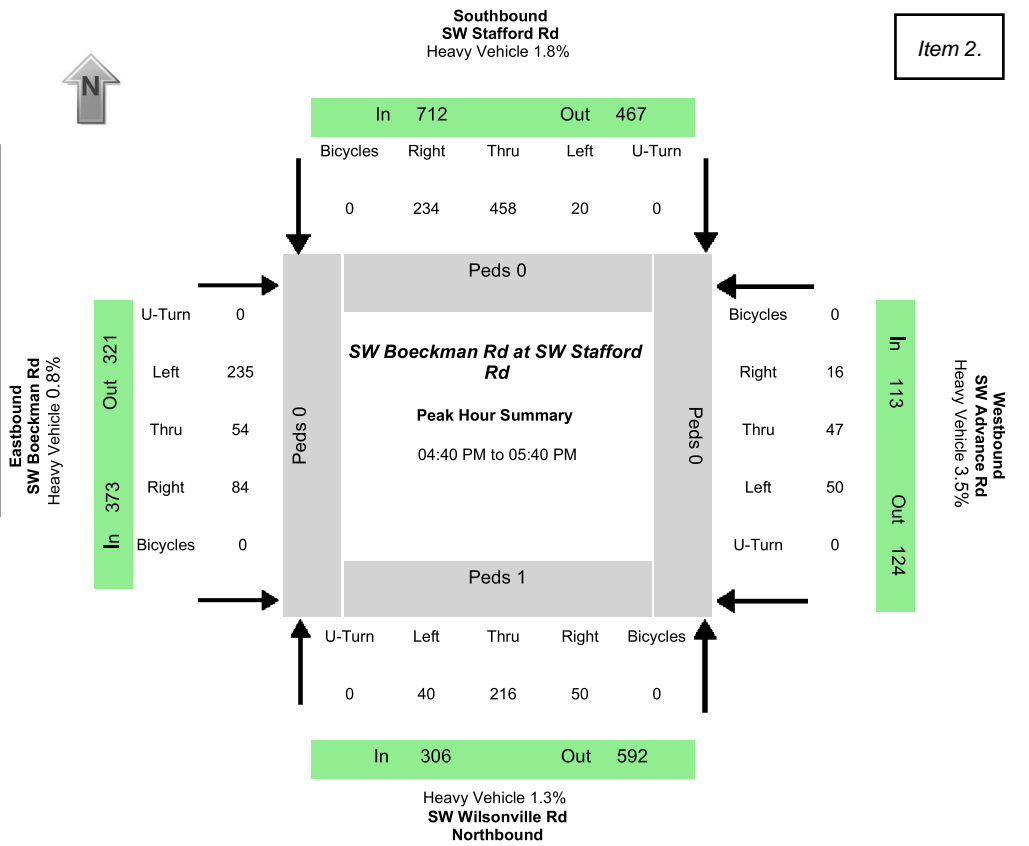 Southbound
SW Stafford Rd
Heavy Vehicle 1.8%
Item 2.
N
In 712 Out 467
Bicycles Right Thru Left U-Turn
0 234 458 20 0
Peds 0
Eastbound
SW Boeckman Rd
Heavy Vehicle 0.8%
In 373 Out 321
U-Turn 0
Left 235
Thru 54
Right 84
Bicycles 0
Peds 0
SW Boeckman Rd at SW Stafford
Rd
Peak Hour Summary
04:40 PM to 05:40 PM
Peds 0
Bicycles 0
Right 16
Thru 47
Left 50
U-Turn 0
In 113 Out 124
Westbound
SW Advance Rd
Heavy Vehicle 3.5%
Peds 1
U-Turn Left Thru Right Bicycles
0 40 216 50 0
In 306 Out 592
Heavy Vehicle 1.3%
SW Wilsonville Rd
Northbound